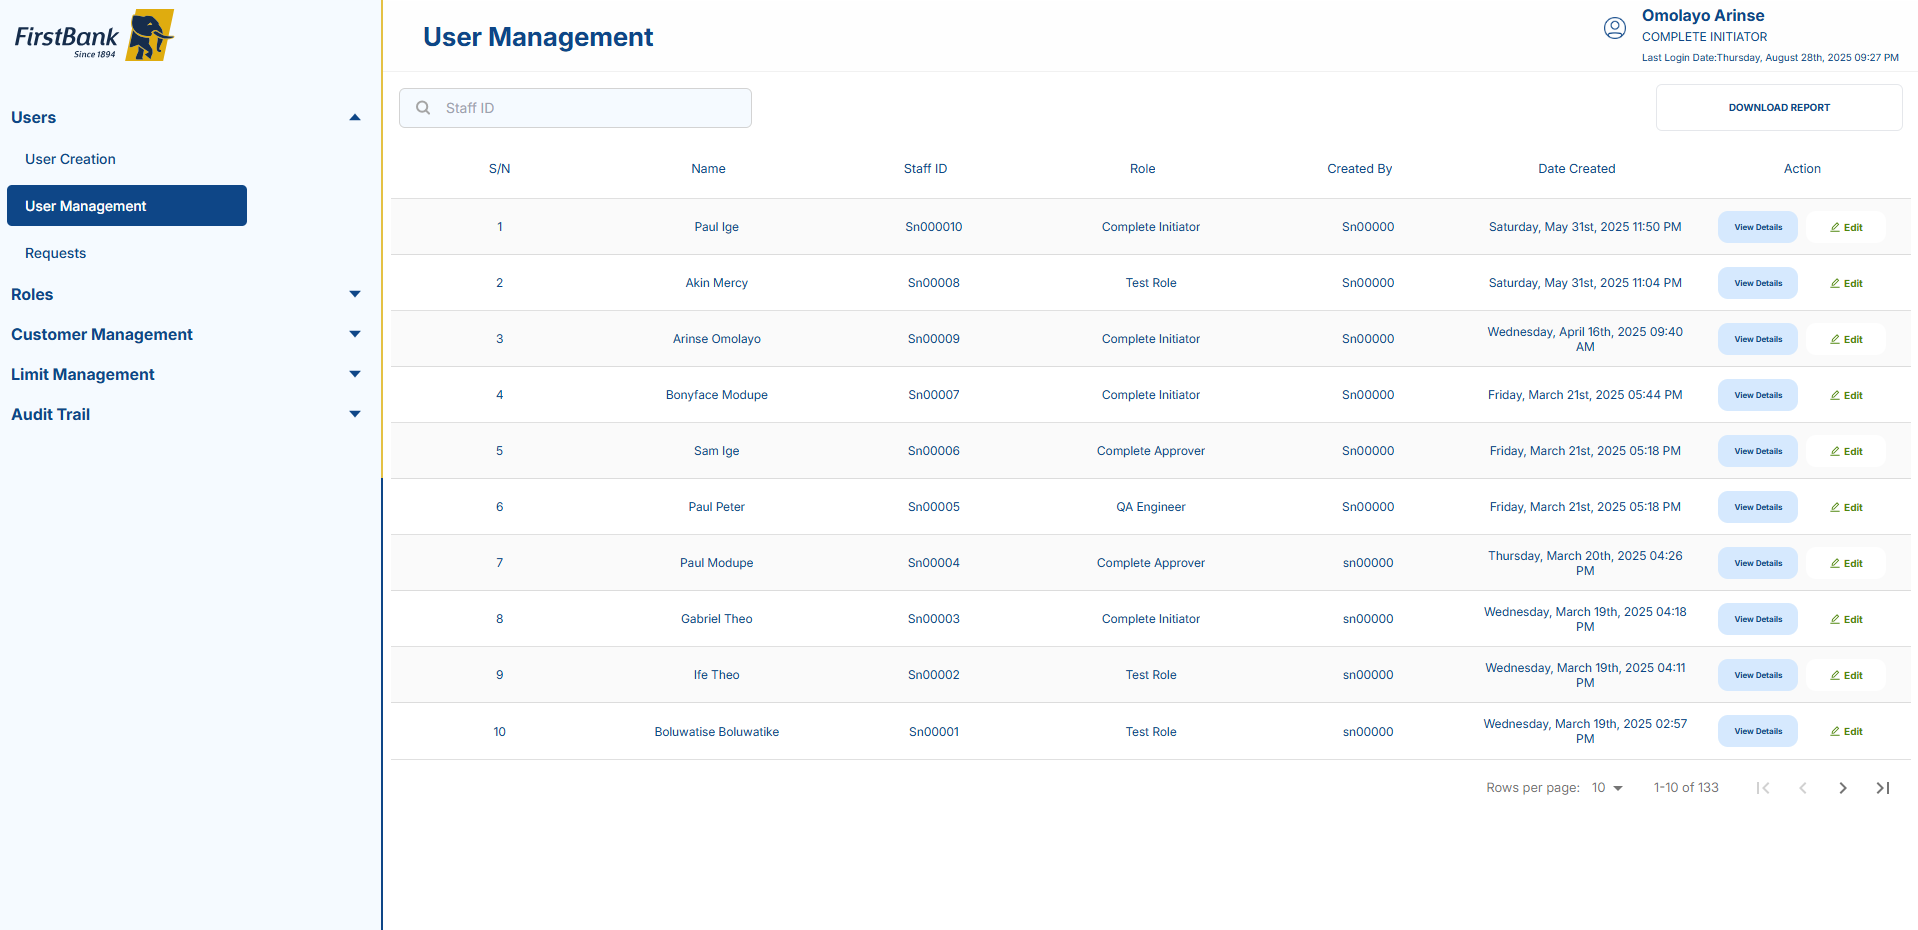 FirstBank
Since 1894
User Management
Omolayo Arinse
COMPLETE INITIATOR
Last Login Date:Thursday, August 28th, 2025 09:27 PM
Users
User Creation
User Management
Requests
Roles
Customer Management
Limit Management
Audit Trail
Staff ID
DOWNLOAD REPORT
S/N Name Staff ID Role Created By Date Created Action
1 Paul Ige Sn000010 Complete Initiator Sn00000 Saturday, May 31st, 2025 11:50 PM View Details Edit
2 Akin Mercy Sn00008 Test Role Sn00000 Saturday, May 31st, 2025 11:04 PM View Details Edit
3 Arinse Omolayo Sn00009 Complete Initiator Sn00000 Wednesday, April 16th, 2025 09:40 AM View Details Edit
4 Bonyface Modupe Sn00007 Complete Initiator Sn00000 Friday, March 21st, 2025 05:44 PM View Details Edit
5 Sam Ige Sn00006 Complete Approver Sn00000 Friday, March 21st, 2025 05:18 PM View Details Edit
6 Paul Peter Sn00005 QA Engineer Sn00000 Friday, March 21st, 2025 05:18 PM View Details Edit
7 Paul Modupe Sn00004 Complete Approver sn00000 Thursday, March 20th, 2025 04:26 PM View Details Edit
8 Gabriel Theo Sn00003 Complete Initiator sn00000 Wednesday, March 19th, 2025 04:18 PM View Details Edit
9 Ife Theo Sn00002 Test Role sn00000 Wednesday, March 19th, 2025 04:11 PM View Details Edit
10 Boluwatise Boluwatike Sn00001 Test Role sn00000 Wednesday, March 19th, 2025 02:57 PM View Details Edit
Rows per page: 10 1-10 of 133